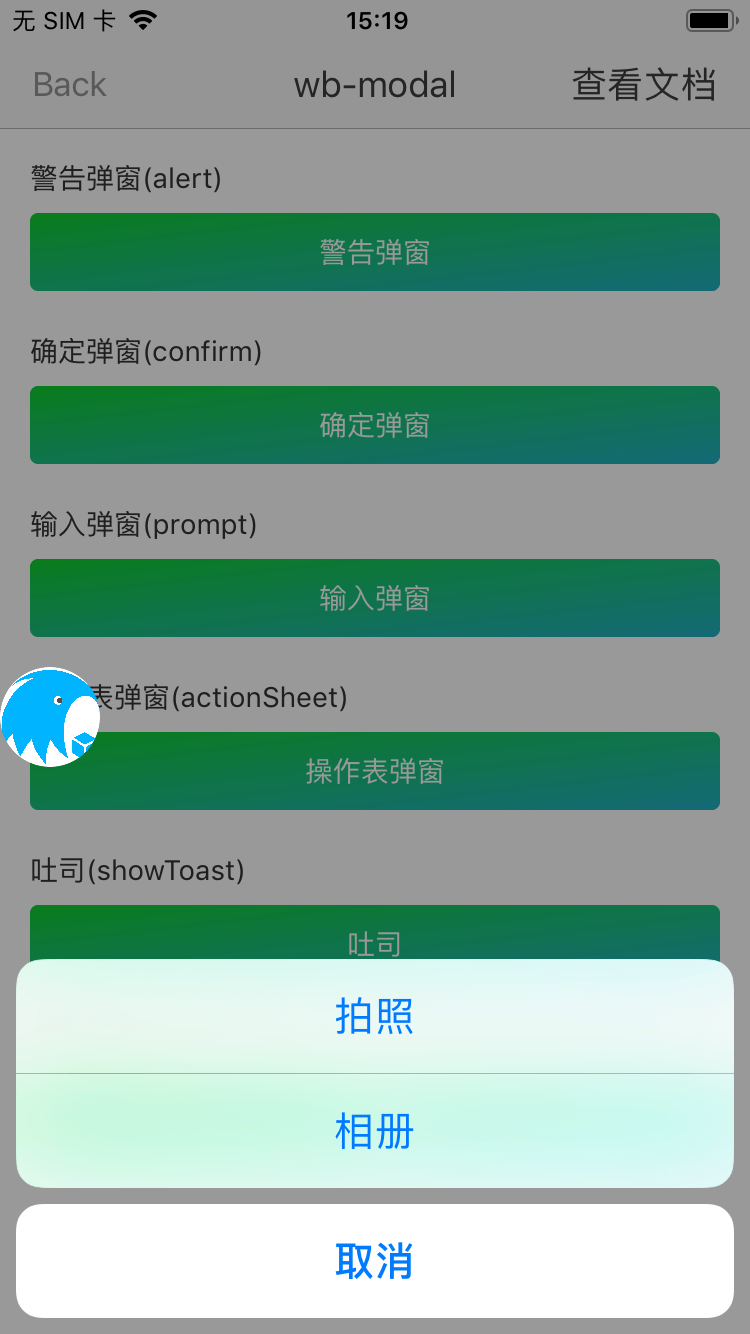 无 SIM 卡
15:19
Back
wb-modal
查看文档
警告弹窗(alert)
警告弹窗
确定弹窗(confirm)
确定弹窗
输入弹窗(prompt)
输入弹窗
表弹窗(actionSheet)
操作表弹窗
吐司(showToast)
吐司
拍照
相册
取消